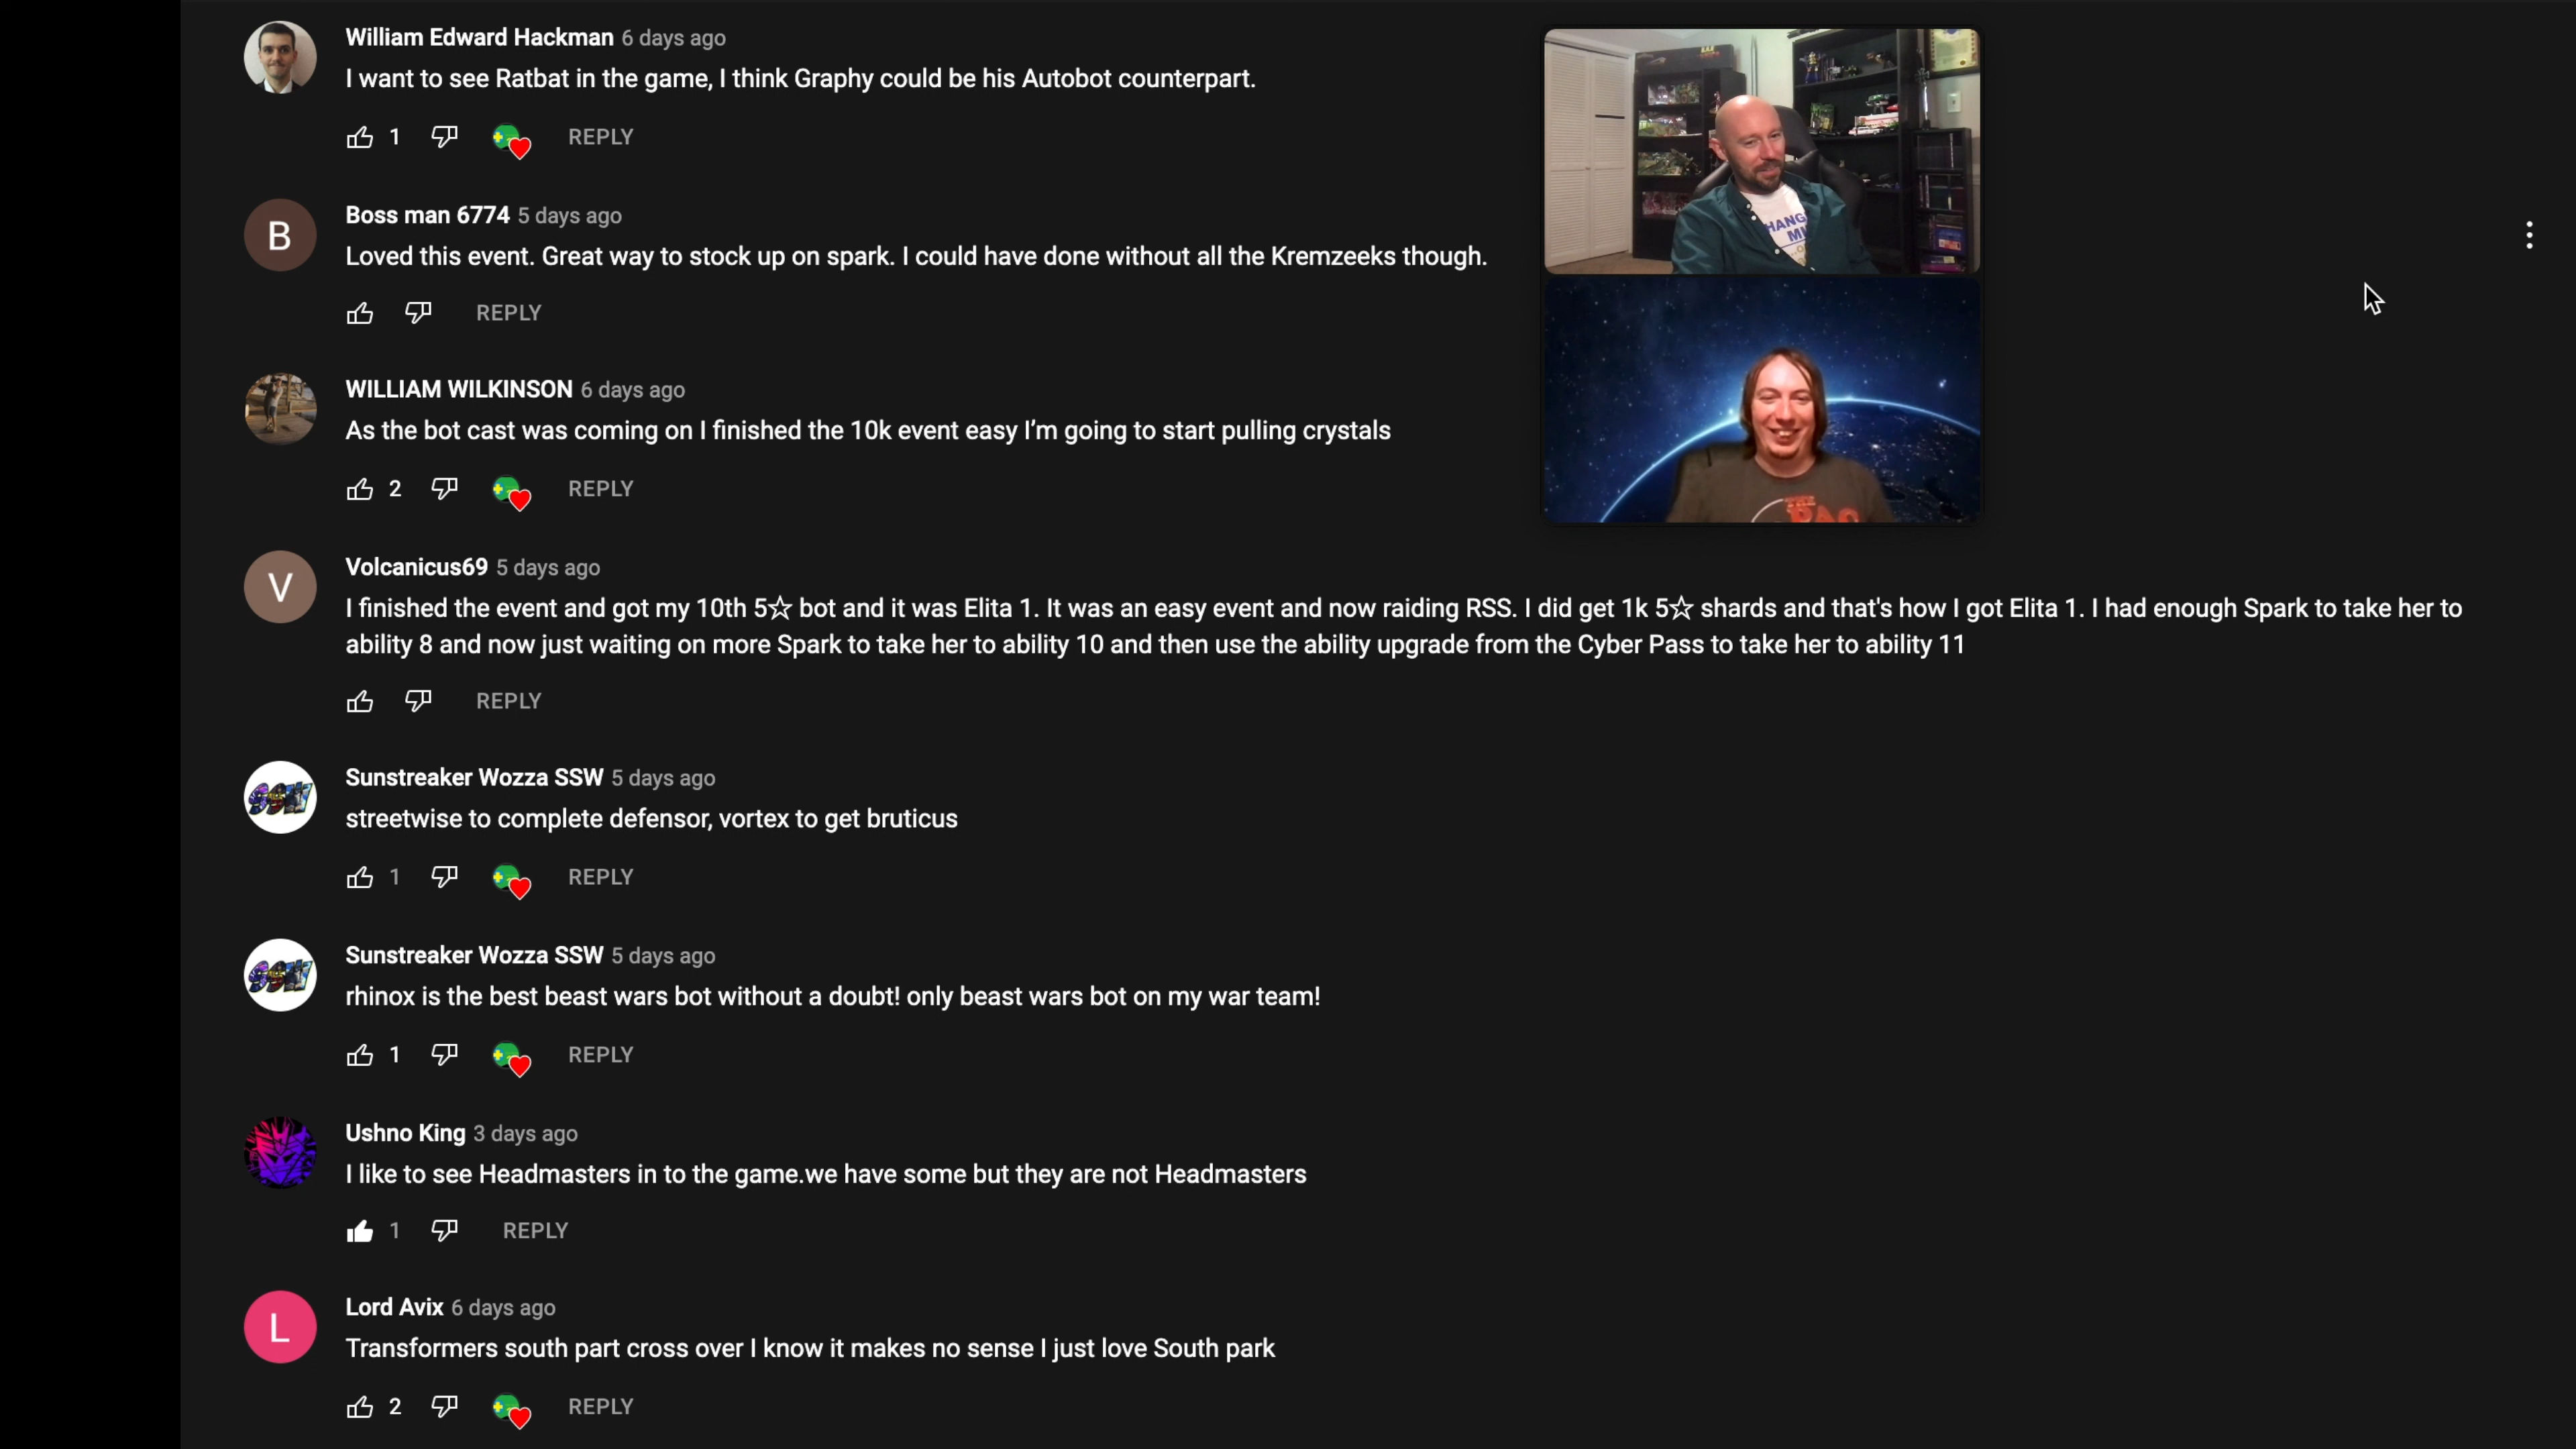 William Edward Hackman 6 days ago
I want to see Ratbat in the game, I think Graphy could be his Autobot counterpart.
1 REPLY
B
Boss man 6774 5 days ago
Loved this event. Great way to stock up on spark. I could have done without all the Kremzeeks though.
REPLY
WILLIAM WILKINSON 6 days ago
As the bot cast was coming on I finished the 10k event easy I'm going to start pulling crystals
2 REPLY
V
Volcanicus69 5 days ago
I finished the event and got my 10th 5☆ bot and it was Elita 1. It was an easy event and now raiding RSS. I did get 1k 5☆ shards and that's how I got Elita 1. I had enough Spark to take her to
ability 8 and now just waiting on more Spark to take her to ability 10 and then use the ability upgrade from the Cyber Pass to take her to ability 11
REPLY
SSW
Sunstreaker Wozza SSW 5 days ago
streetwise to complete defensor, vortex to get bruticus
1 REPLY
SSW
Sunstreaker Wozza SSW 5 days ago
rhinox is the best beast wars bot without a doubt! only beast wars bot on my war team!
1 REPLY
Ushno King 3 days ago
I like to see Headmasters in to the game.we have some but they are not Headmasters
1 REPLY
L
Lord Avix 6 days ago
Transformers south part cross over I know it makes no sense I just love South park
2 REPLY